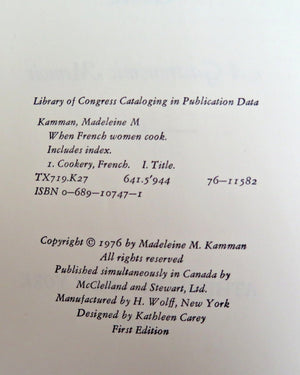 Library of Congress Cataloging in Publication Data
Kamman, Madeleine M
When French women cook.
Includes index.
1. Cookery, French. I. Title.
TX719.K27 641.5'944 76-11582
ISBN 0-689-10747-1
Copyright © 1976 by Madeleine M. Kamman
All rights reserved
Published simultaneously in Canada by
McClelland and Stewart, Ltd.
Manufactured by H. Wolff, New York
Designed by Kathleen Carey
First Edition